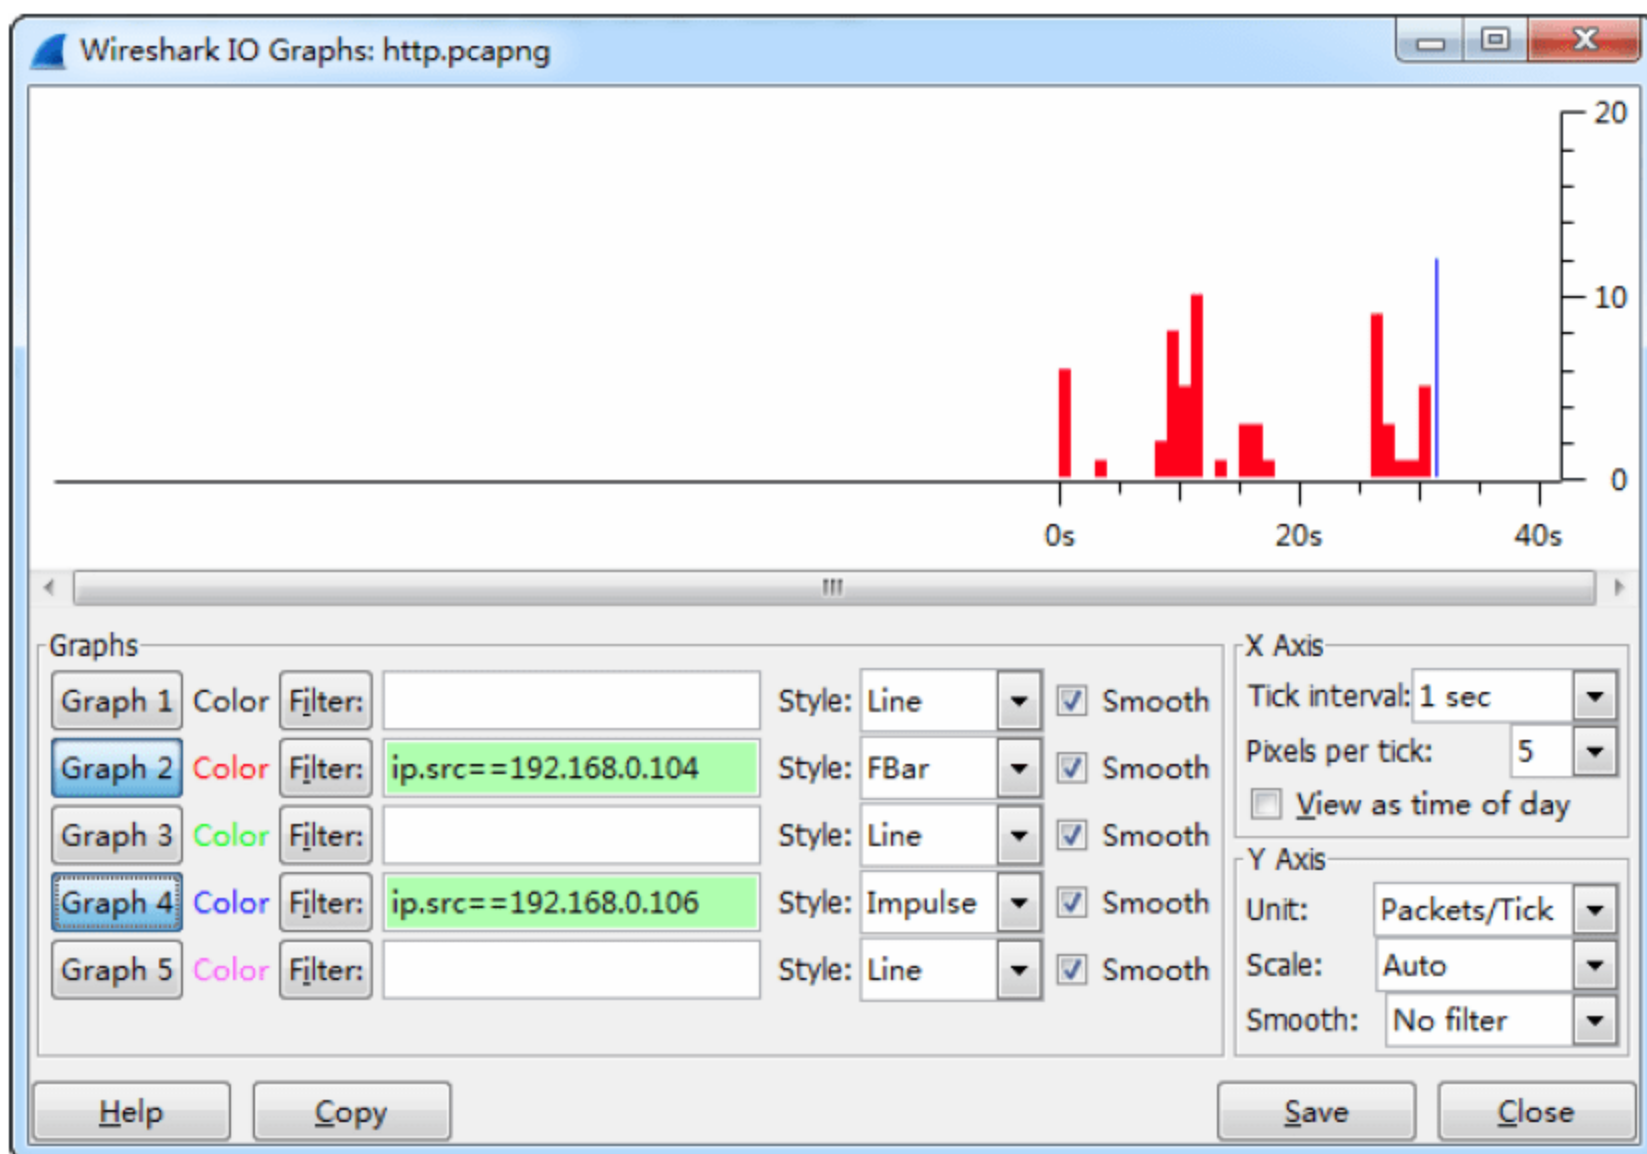 Wireshark IO Graphs: http.pcapng
20
10
0
0s 20s 40s
Graphs
Graph 1 Color Filter: Style: Line Smooth
Graph 2 Color Filter: ip.src==192.168.0.104 Style: FBar Smooth
Graph 3 Color Filter: Style: Line Smooth
Graph 4 Color Filter: ip.src==192.168.0.106 Style: Impulse Smooth
Graph 5 Color Filter: Style: Line Smooth
X Axis
Tick interval: 1 sec
Pixels per tick: 5
View as time of day
Y Axis
Unit: Packets/Tick
Scale: Auto
Smooth: No filter
Help Copy Save Close